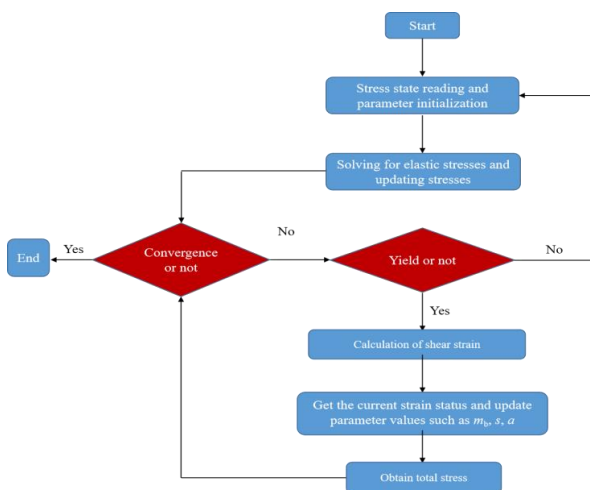 Start
Stress state reading and
parameter initialization
Solving for elastic stresses and
updating stresses
No
Yes
Convergence
or not
End
Yield or not
No
Yes
Calculation of shear strain
Get the current strain status and update
parameter values such as mb, s, a
Obtain total stress